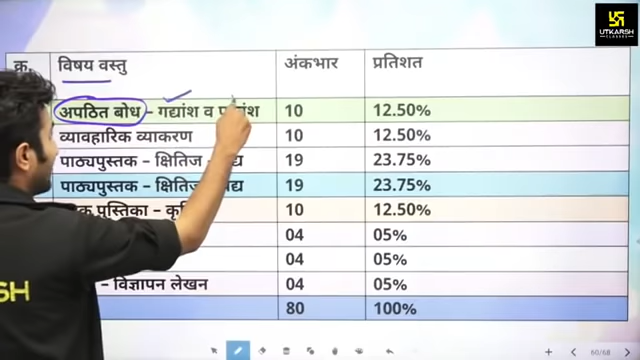 UTKARSH
CLASSES
क्र. विषय वस्तु अंकभार प्रतिशत
अपठित बोध – गद्यांश व 10 12.50%
व्यावहारिक व्याकरण 10 12.50%
पाठ्यपुस्तक – क्षितिज – 19 23.75%
पाठ्यपुस्तक – क्षितिज 19 23.75%
पुस्तिका – 10 12.50%
04 05%
04 05%
– विज्ञापन लेखन 04 05%
80 100%
SH
60/68